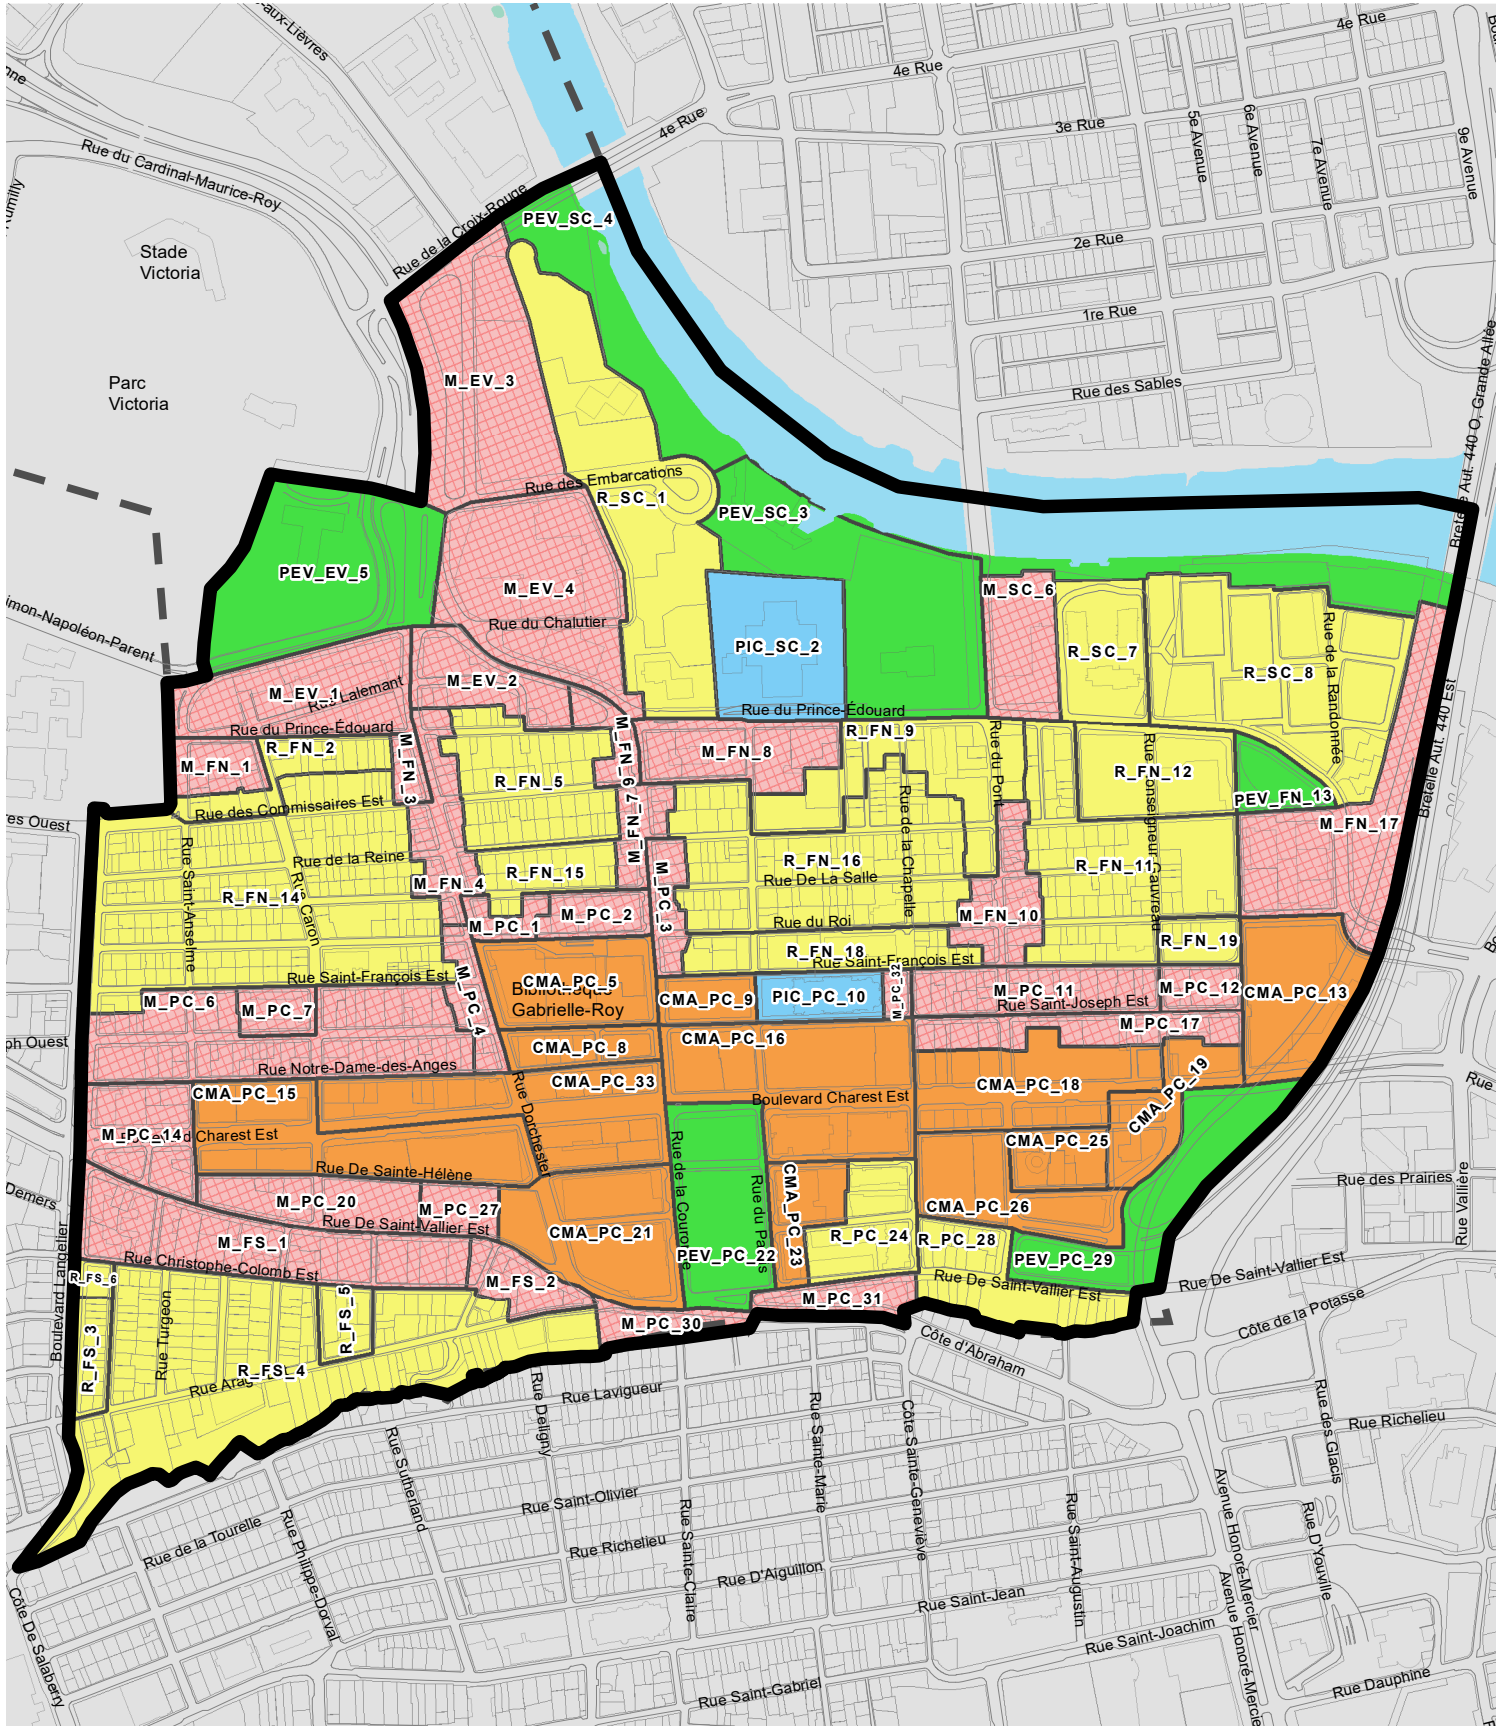 4e Rue
4e Rue
4e Rue
3e Rue
5e Avenue
6e Avenue
7e Avenue
9e Avenue
Rue du Cardinal-Maurice-Roy
Stade
Victoria
Rue de la Croix-Rouge
PEV_SC_4
2e Rue
1re Rue
Rue des Sables
Parc
Victoria
M_EV_3
Rue des Embarcations
R_SC_1
PEV_SC_3
PEV_EV_5
M_EV_4
Rue du Chalutier
M_SC_6
PIC_SC_2
R_SC_7
R_SC_8
Rue de la Randonnée
M_EV_1
M_EV_2
Rue du Prince-Édouard
Rue du Prince-Édouard
R_FN_9
M_FN_1
R_FN_2
M_FN_3
R_FN_5
M_FN_6
M_FN_7
M_FN_8
Rue du Pont
R_FN_12
PEV_FN_13
M_FN_17
Bretelle Aut. 440 Est
Rue des Commissaires Est
Rue de la Reine
Rue Saint-Anselme
Rue Caron
R_FN_14
M_FN_4
R_FN_15
R_FN_16
Rue De La Salle
Rue de la Chapelle
R_FN_11
M_FN_10
Rue du Roi
M_PC_1
M_PC_2
M_PC_3
R_FN_18
Rue Saint-François Est
R_FN_19
Rue Saint-François Est
CMA_PC_5
Gabrielle-Roy
M_PC_4
M_PC_6
M_PC_7
CMA_PC_9
PIC_PC_10
M_PC_32
M_PC_11
Rue Saint-Joseph Est
M_PC_12
CMA_PC_13
M_PC_17
CMA_PC_8
CMA_PC_16
Rue Notre-Dame-des-Anges
CMA_PC_15
CMA_PC_33
Rue Dorchester
Boulevard Charest Est
CMA_PC_18
CMA_PC_19
M_PC_14
Charest Est
CMA_PC_25
Rue De Sainte-Hélène
M_PC_20
M_PC_27
Rue De Saint-Vallier Est
CMA_PC_21
Rue de la Couronne
PEV_PC_22
CMA_PC_23
R_PC_24
CMA_PC_26
R_PC_28
PEV_PC_29
Rue De Saint-Vallier Est
Rue De Saint-Vallier Est
Rue des Prairies
Rue Vallière
Côte de la Potasse
M_FS_1
Rue Christophe-Colomb Est
M_FS_2
M_PC_30
M_PC_31
Côte d'Abraham
Boulevard Langelier
R_FS_6
R_FS_3
Rue Turgeon
R_FS_4
R_FS_5
Rue Lavigueur
Rue Deligny
Rue Sutherland
Rue Sainte-Marie
Côte Sainte-Geneviève
Rue des Glacis
Rue Richelieu
Rue Saint-Olivier
Rue Richelieu
Rue D'Aiguillon
Rue Sainte-Claire
Rue Saint-Augustin
Avenue Honoré-Mercier
Rue D'Youville
Rue de la Tourelle
Rue Philippe-Dorval
Côte De Salaberry
Rue Saint-Jean
Rue Saint-Joachim
Rue Saint-Gabriel
Rue Dauphine